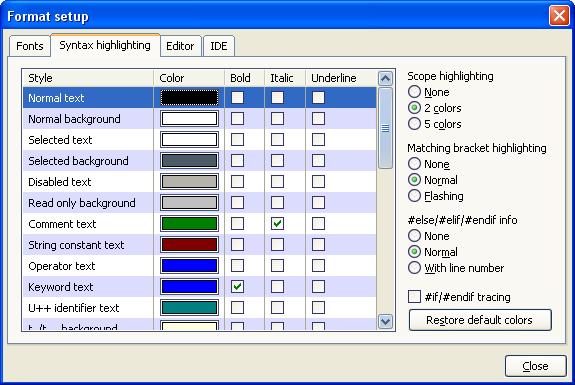 Format setup
Fonts Syntax highlighting Editor IDE
Style Color Bold Italic Underline
Normal text
Normal background
Selected text
Selected background
Disabled text
Read only background
Comment text
String constant text
Operator text
Keyword text
U++ identifier text
background
Scope highlighting
None
2 colors
5 colors
Matching bracket highlighting
None
Normal
Flashing
#else/#elif/#endif info
None
Normal
With line number
#if/#endif tracing
Restore default colors
Close